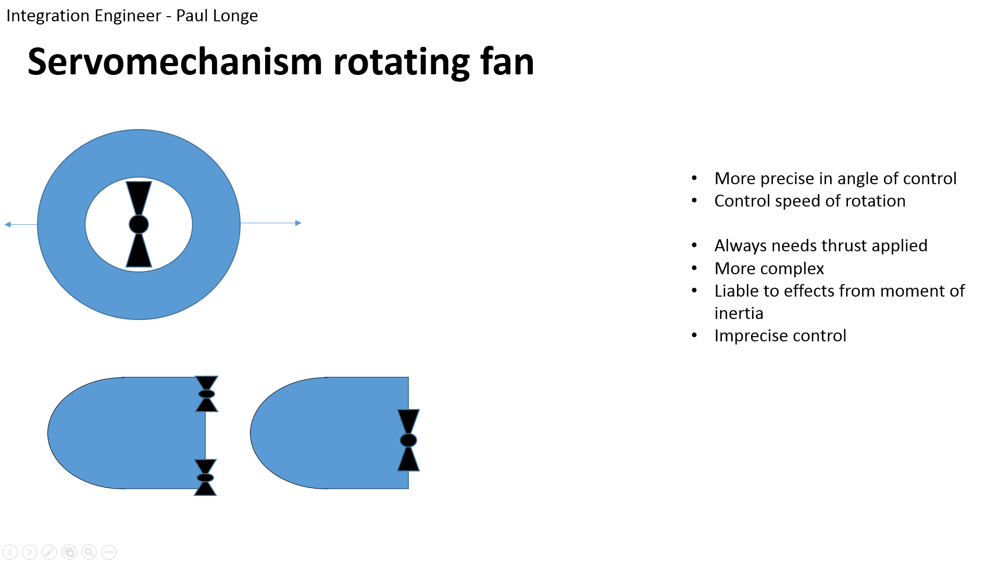 Integration Engineer - Paul Longe
Servomechanism rotating fan
• More precise in angle of control
• Control speed of rotation
• Always needs thrust applied
• More complex
• Liable to effects from moment of
inertia
• Imprecise control